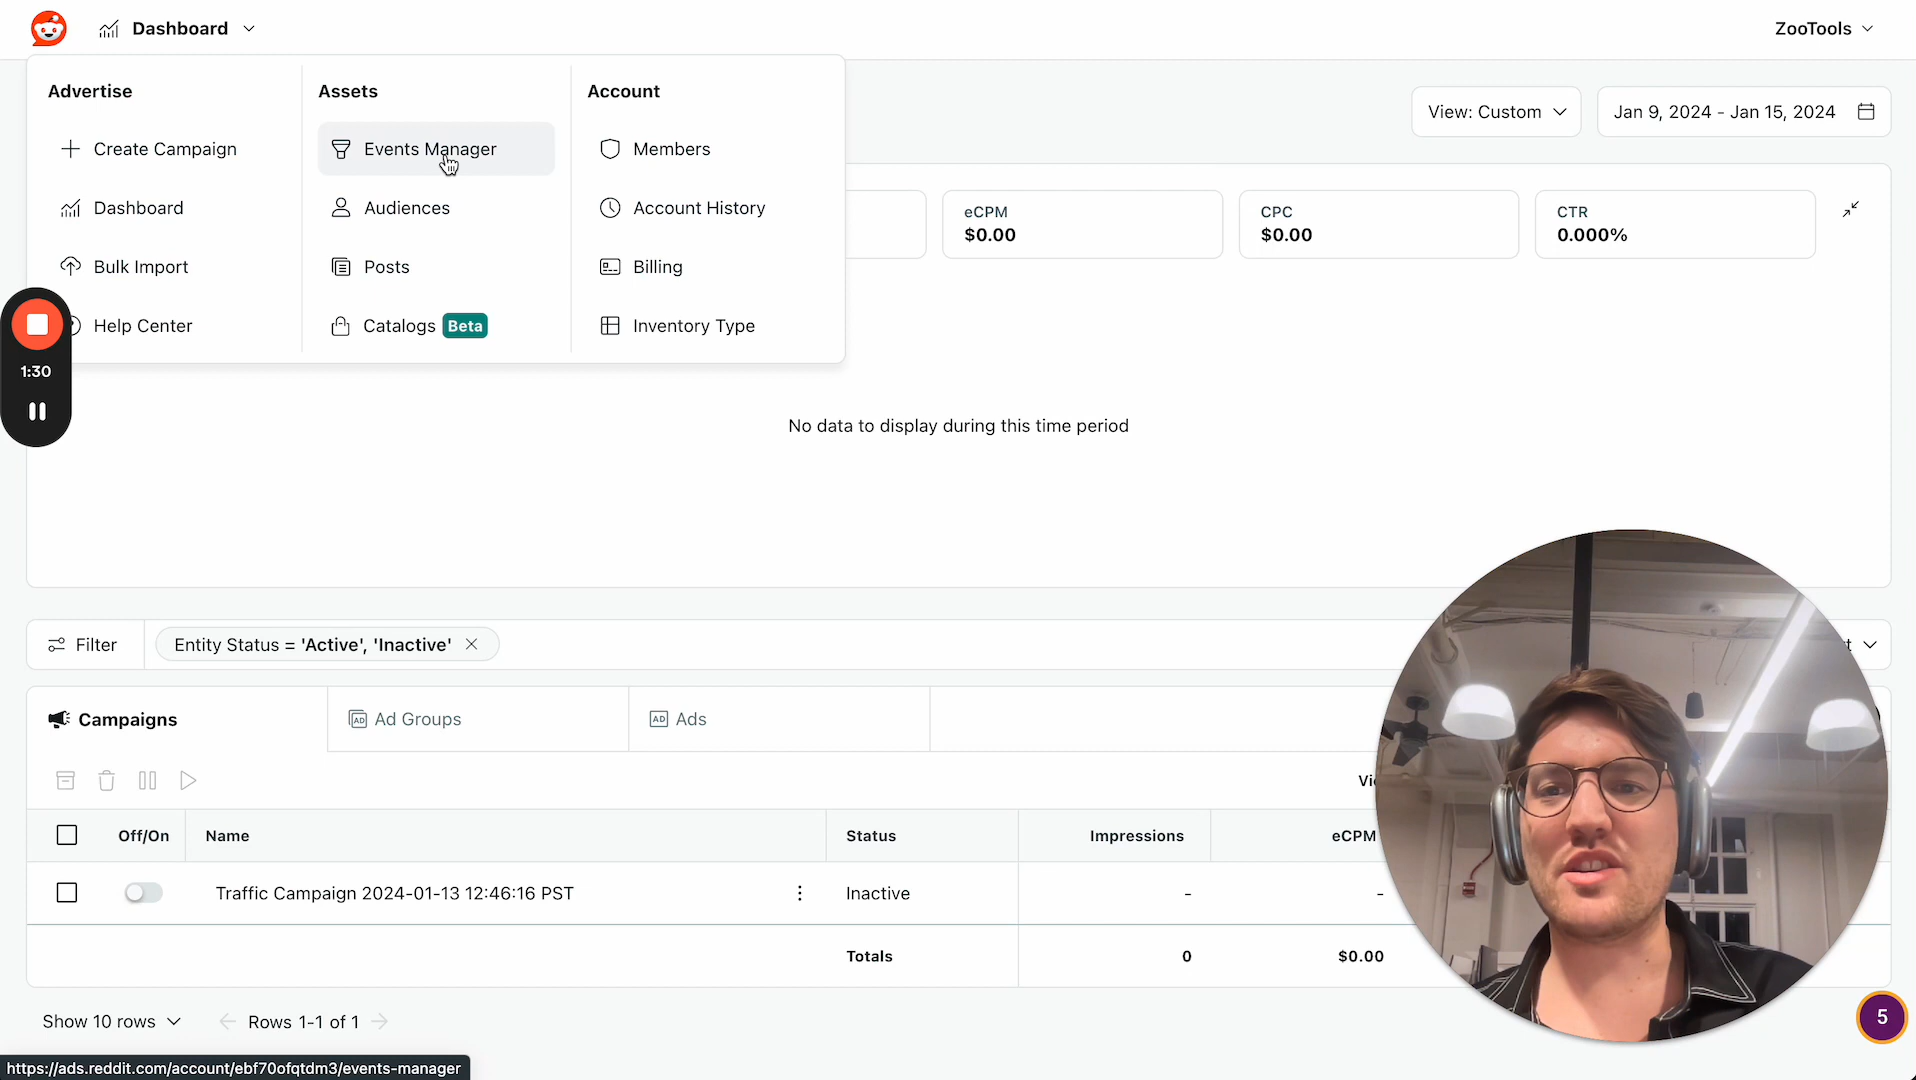 Dashboard
ZooTools
Advertise
Create Campaign
Dashboard
Bulk Import
Help Center
Assets
Events Manager
Audiences
Posts
Catalogs Beta
Account
Members
Account History
Billing
Inventory Type
View: Custom
Jan 9, 2024 - Jan 15, 2024
eCPM
$0.00
CPC
$0.00
CTR
0.000%
1:30
No data to display during this time period
Filter
Entity Status = 'Active', 'Inactive'
Campaigns
AD Ad Groups
AD Ads
Off/On Name Status Impressions eCPM
Traffic Campaign 2024-01-13 12:46:16 PST Inactive - -
Totals 0 $0.00
Show 10 rows
Rows 1-1 of 1
5
https://ads.reddit.com/account/ebf70ofqtdm3/events-manager